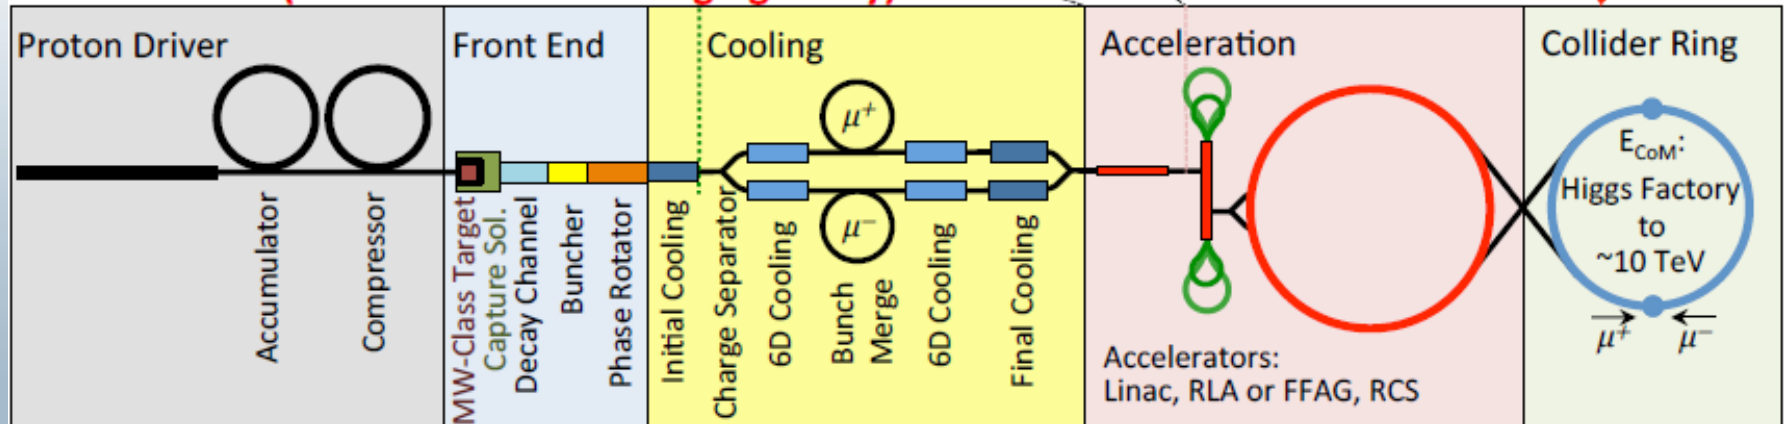 Proton Driver
Accumulator
Compressor
Front End
MW-Class Target
Capture Sol.
Decay Channel
Buncher
Phase Rotator
Cooling
Initial Cooling
Charge Separator
6D Cooling
μ+
μ−
Bunch
Merge
6D Cooling
Final Cooling
Acceleration
Accelerators:
Linac, RLA or FFAG, RCS
Collider Ring
ECoM:
Higgs Factory
to
~10 TeV
μ+ μ−